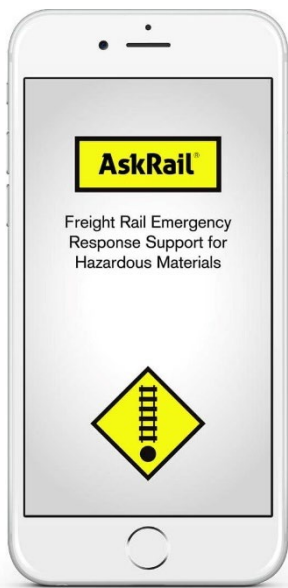 AskRail®
Freight Rail Emergency
Response Support for
Hazardous Materials